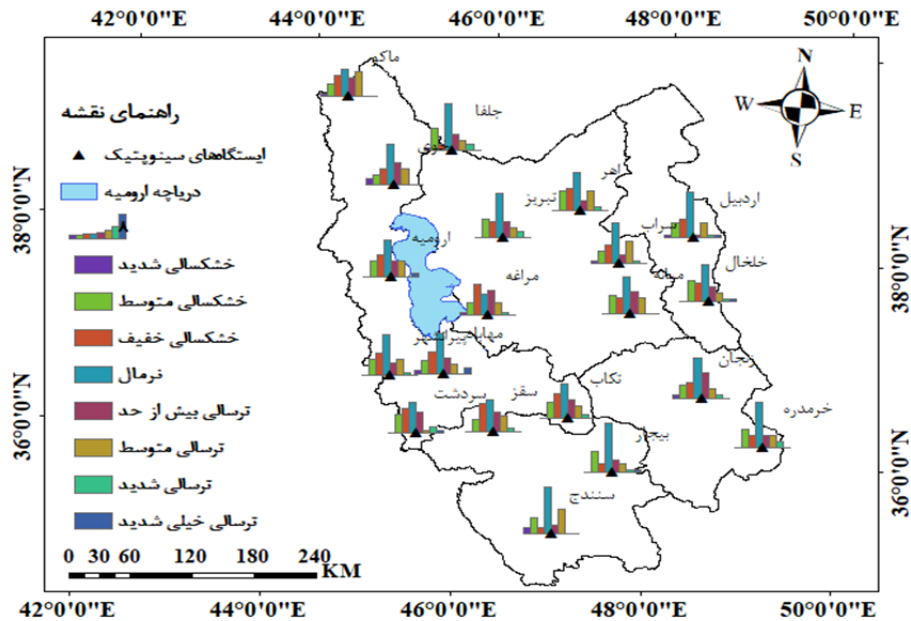 42°0'0"E 44°0'0"E 46°0'0"E 48°0'0"E 50°0'0"E
N
W E
S
38°0'0"N
36°0'0"N
38°0'0"N
36°0'0"N
راهنمای نقشه
ایستگاه‌های سینوپتیک
دریاچه ارومیه
خشکسالی شدید
خشکسالی متوسط
خشکسالی خفیف
نرمال
ترسالی بیش از حد
ترسالی متوسط
ترسالی شدید
ترسالی خیلی شدید
ماکو
جلفا
خوی
اهر
تبریز
اردبیل
سراب
ارومیه
خلخال
میانه
مراغه
مهاباد
پیرانشهر
زنجان
تکاب
سقز
سردشت
خرمدره
بیجار
سنندج
0 30 60 120 180 240
KM
42°0'0"E 44°0'0"E 46°0'0"E 48°0'0"E 50°0'0"E